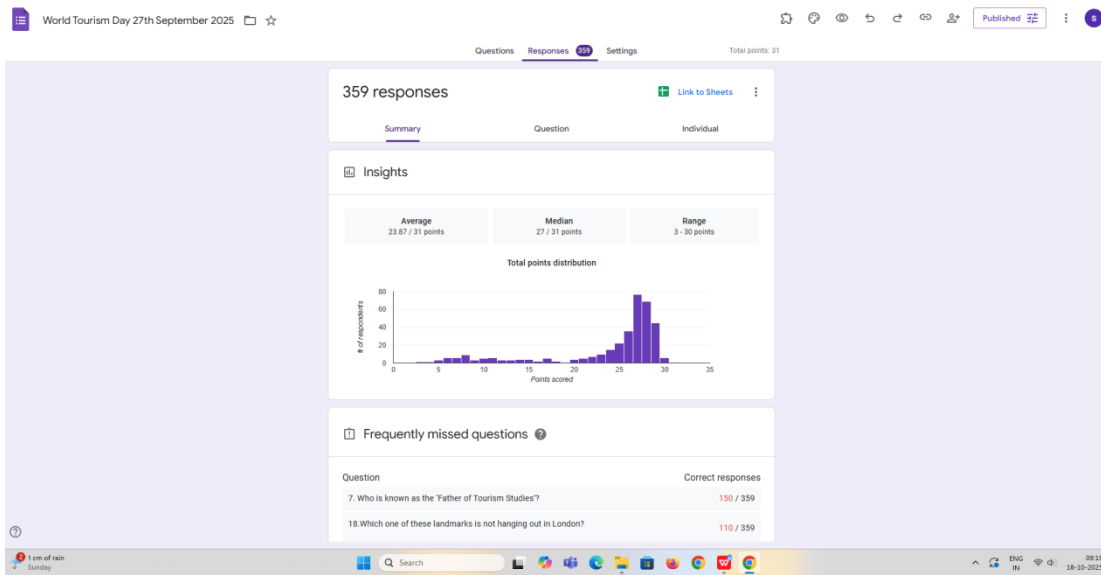 World Tourism Day 27th September 2025
Published
S
Questions Responses 359 Settings
Total points: 31
359 responses
Link to Sheets
Summary Question Individual
Insights
Average Median Range
23.87 / 31 points 27 / 31 points 3 - 30 points
Total points distribution
# of respondents
80
60
40
20
0
0 5 10 15 20 25 30 35
Points scored
Frequently missed questions
Question Correct responses
7. Who is known as the 'Father of Tourism Studies'? 150 / 359
18.Which one of these landmarks is not hanging out in London? 110 / 359
2
1 cm of rain
Sunday
Search
ENG
IN
09:19
18-10-2025